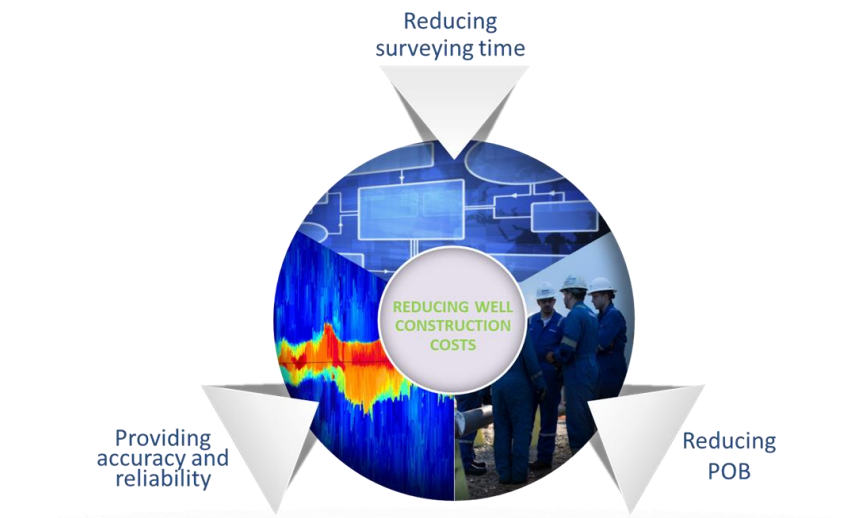 Reducing
surveying time
REDUCING WELL
CONSTRUCTION
COSTS
Providing
accuracy and
reliability
Reducing
POB